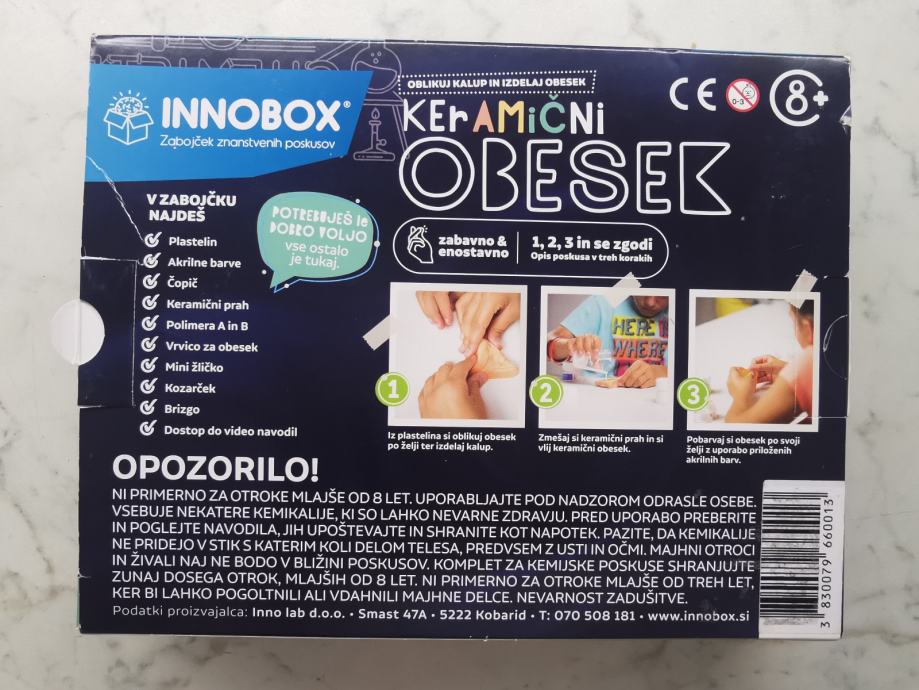 INNOBOX®
Zabojček znanstvenih poskusov
OBLIKUJ KALUP IN IZDELAJ OBESEK
KERAMIČNI
OBESEK
CE
0-3
8+
zabavno &
enostavno
1, 2, 3 in se zgodi
Opis poskusa v treh korakih
V ZABOJČKU
NAJDEŠ
Plastelin
Akrilne barve
Čopič
Keramični prah
Polimera A in B
Vrvico za obesek
Mini žličko
Kozarček
Brizgo
Dostop do video navodil
POTREBUJEŠ le
DOBRO VOLJO
vse ostalo
je tukaj.
HERE IS
WHERE
1
Iz plastelina si oblikuj obesek
po želji ter izdelaj kalup.
2
Zmešaj si keramični prah in si
vlij keramični obesek.
3
Pobarvaj si obesek po svoji
želji z uporabo priloženih
akrilnih barv.
OPOZORILO!
NI PRIMERNO ZA OTROKE MLAJŠE OD 8 LET. UPORABLJAJTE POD NADZOROM ODRASLE OSEBE.
VSEBUJE NEKATERE KEMIKALIJE, KI SO LAHKO NEVARNE ZDRAVJU. PRED UPORABO PREBERITE
IN POGLEJTE NAVODILA, JIH UPOŠTEVAJTE IN SHRANITE KOT NAPOTEK. PAZITE, DA KEMIKALIJE
NE PRIDEJO V STIK S KATERIM KOLI DELOM TELESA, PREDVSEM Z USTI IN OČMI. MAJHNI OTROCI
IN ŽIVALI NAJ NE BODO V BLIŽINI POSKUSOV. KOMPLET ZA KEMIJSKE POSKUSE SHRANJUJTE
ZUNAJ DOSEGA OTROK, MLAJŠIH OD 8 LET. NI PRIMERNO ZA OTROKE MLAJŠE OD TREH LET,
KER BI LAHKO POGOLTNILI ALI VDAHNILI MAJHNE DELCE. NEVARNOST ZADUŠITVE.
Podatki proizvajalca: Inno lab d.o.o. • Smast 47A • 5222 Kobarid • T: 070 508 181 • www.innobox.si
3 830079 660013